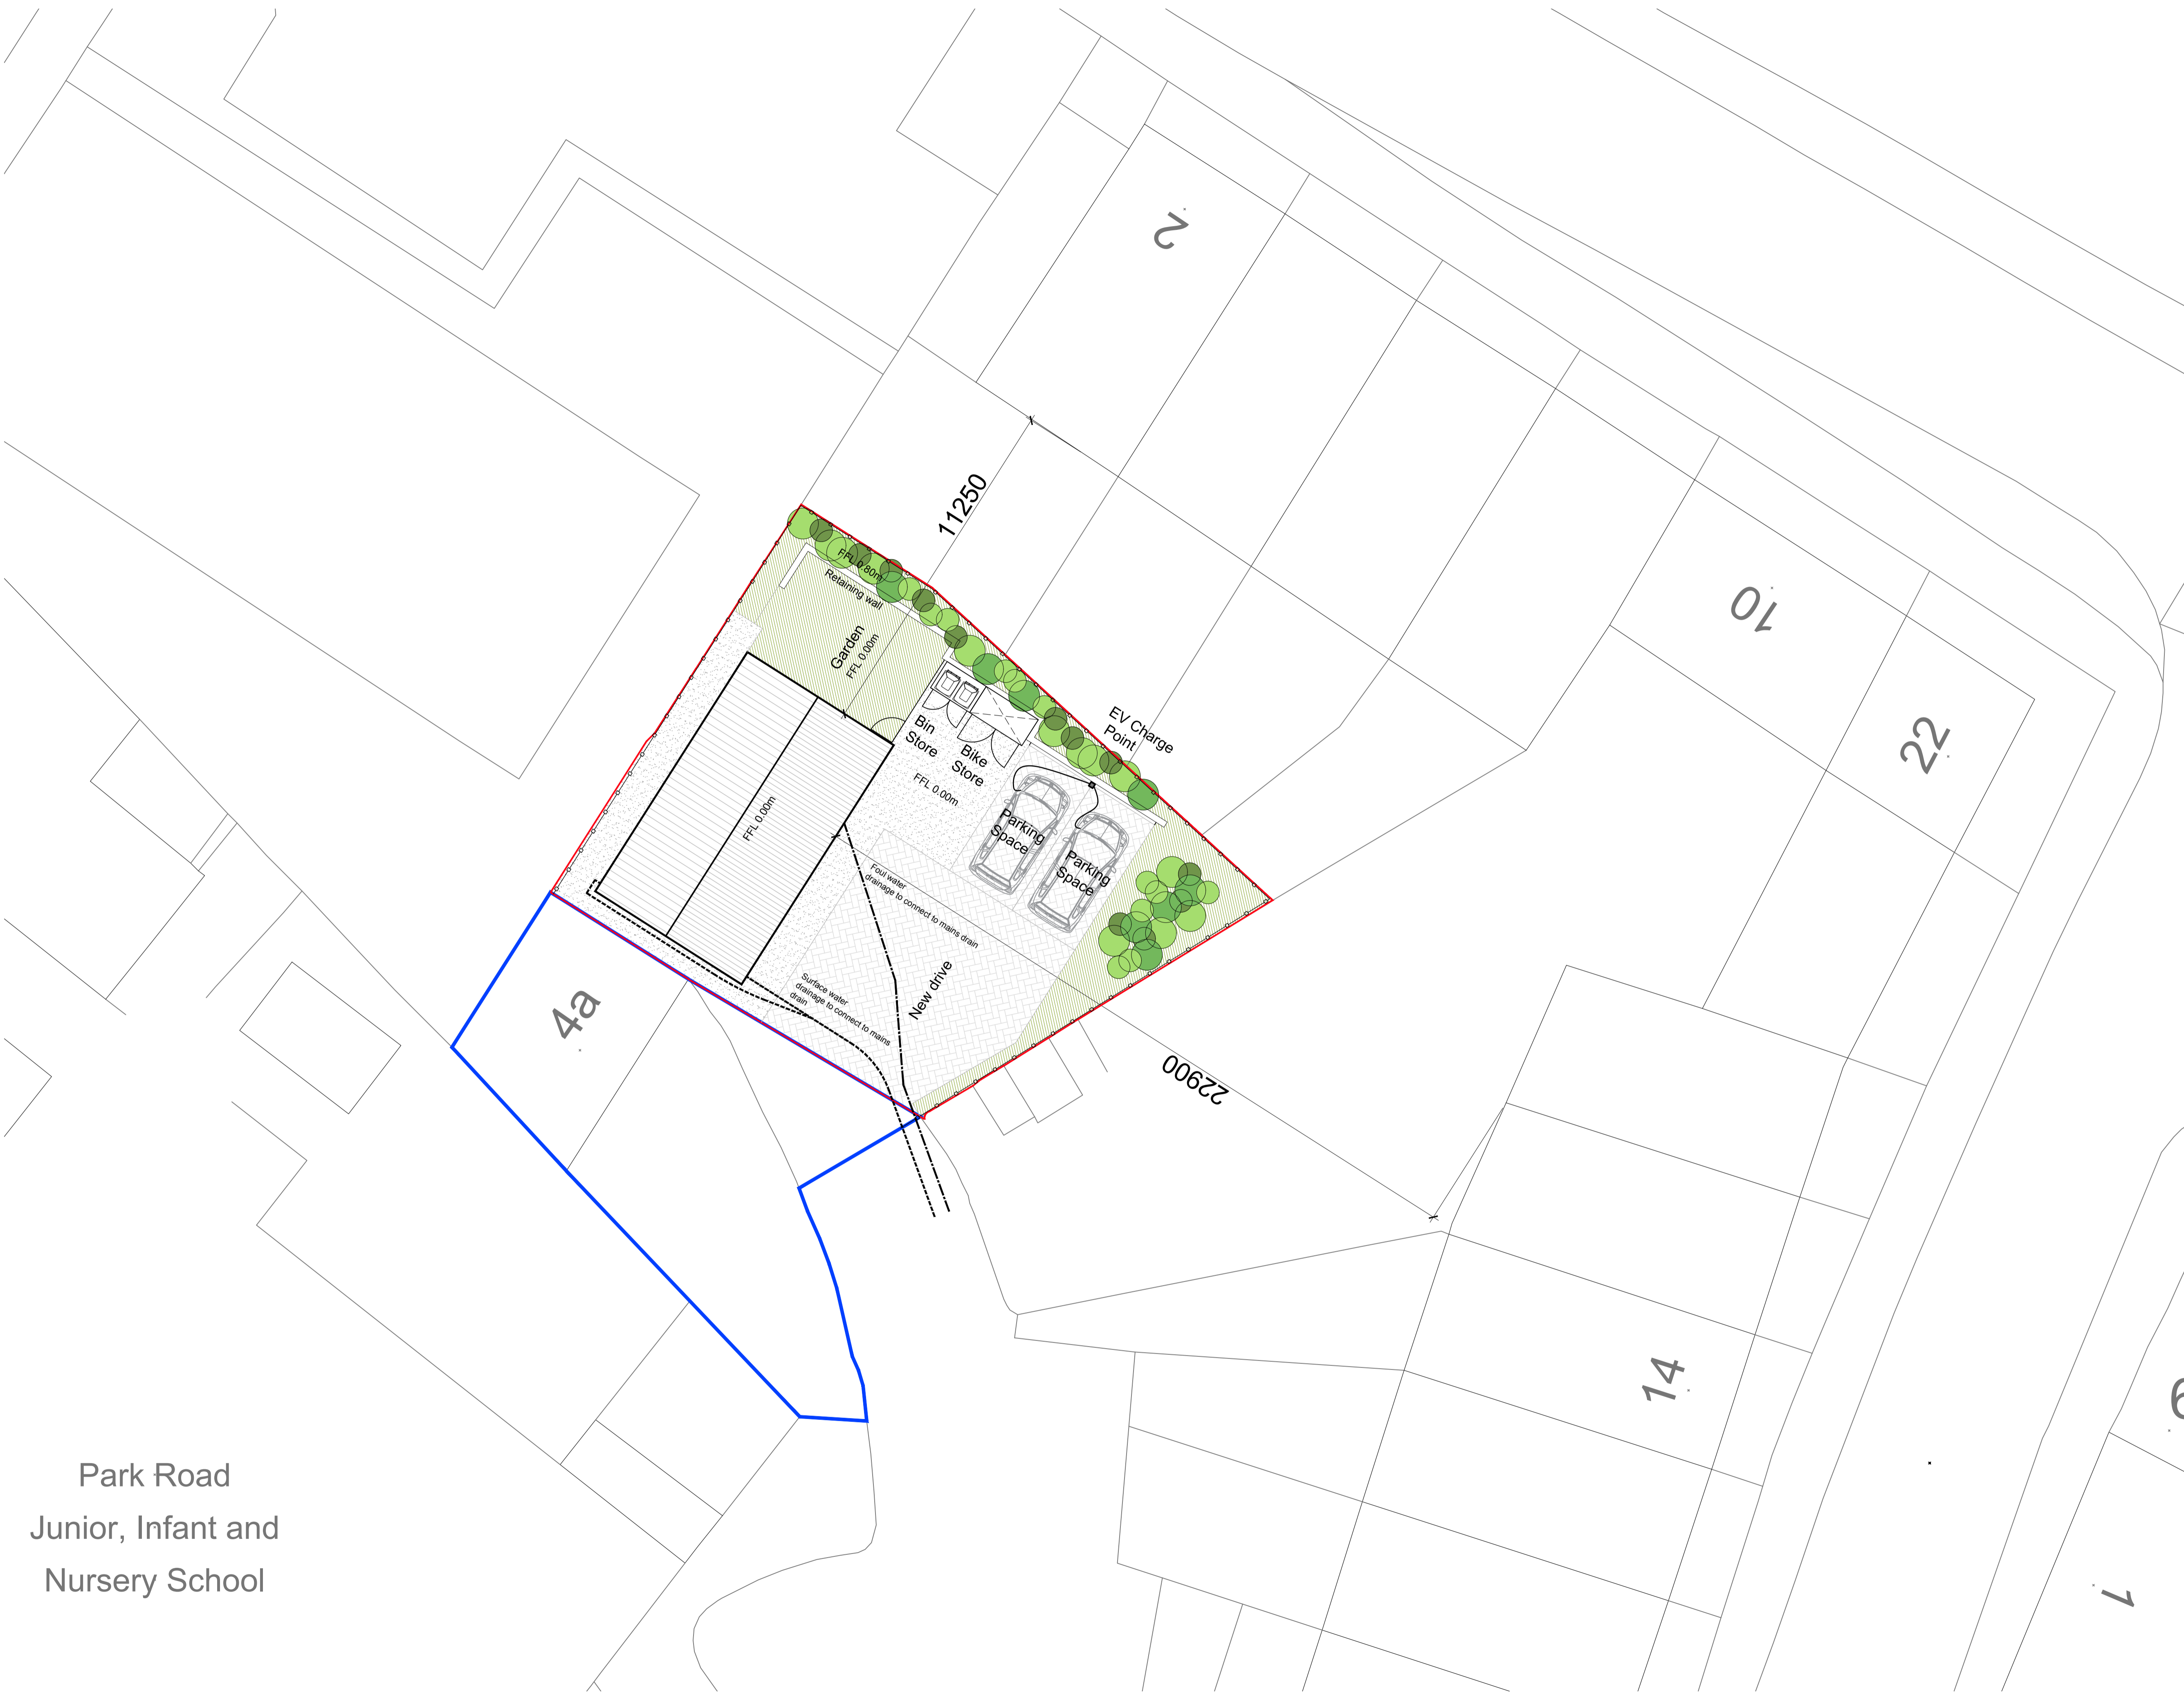 2
11250
FFL 0.80m
Retaining wall
Garden
FFL 0.00m
Bin
Store
Bike
Store
FFL 0.00m
EV Charge
Point
FFL 0.00m
Parking
Space
Parking
Space
Foul water
drainage to connect to mains drain
Surface water
drainage to connect to mains
drain
New drive
22900
4a
10
22
14
6
1
Park Road
Junior, Infant and
Nursery School